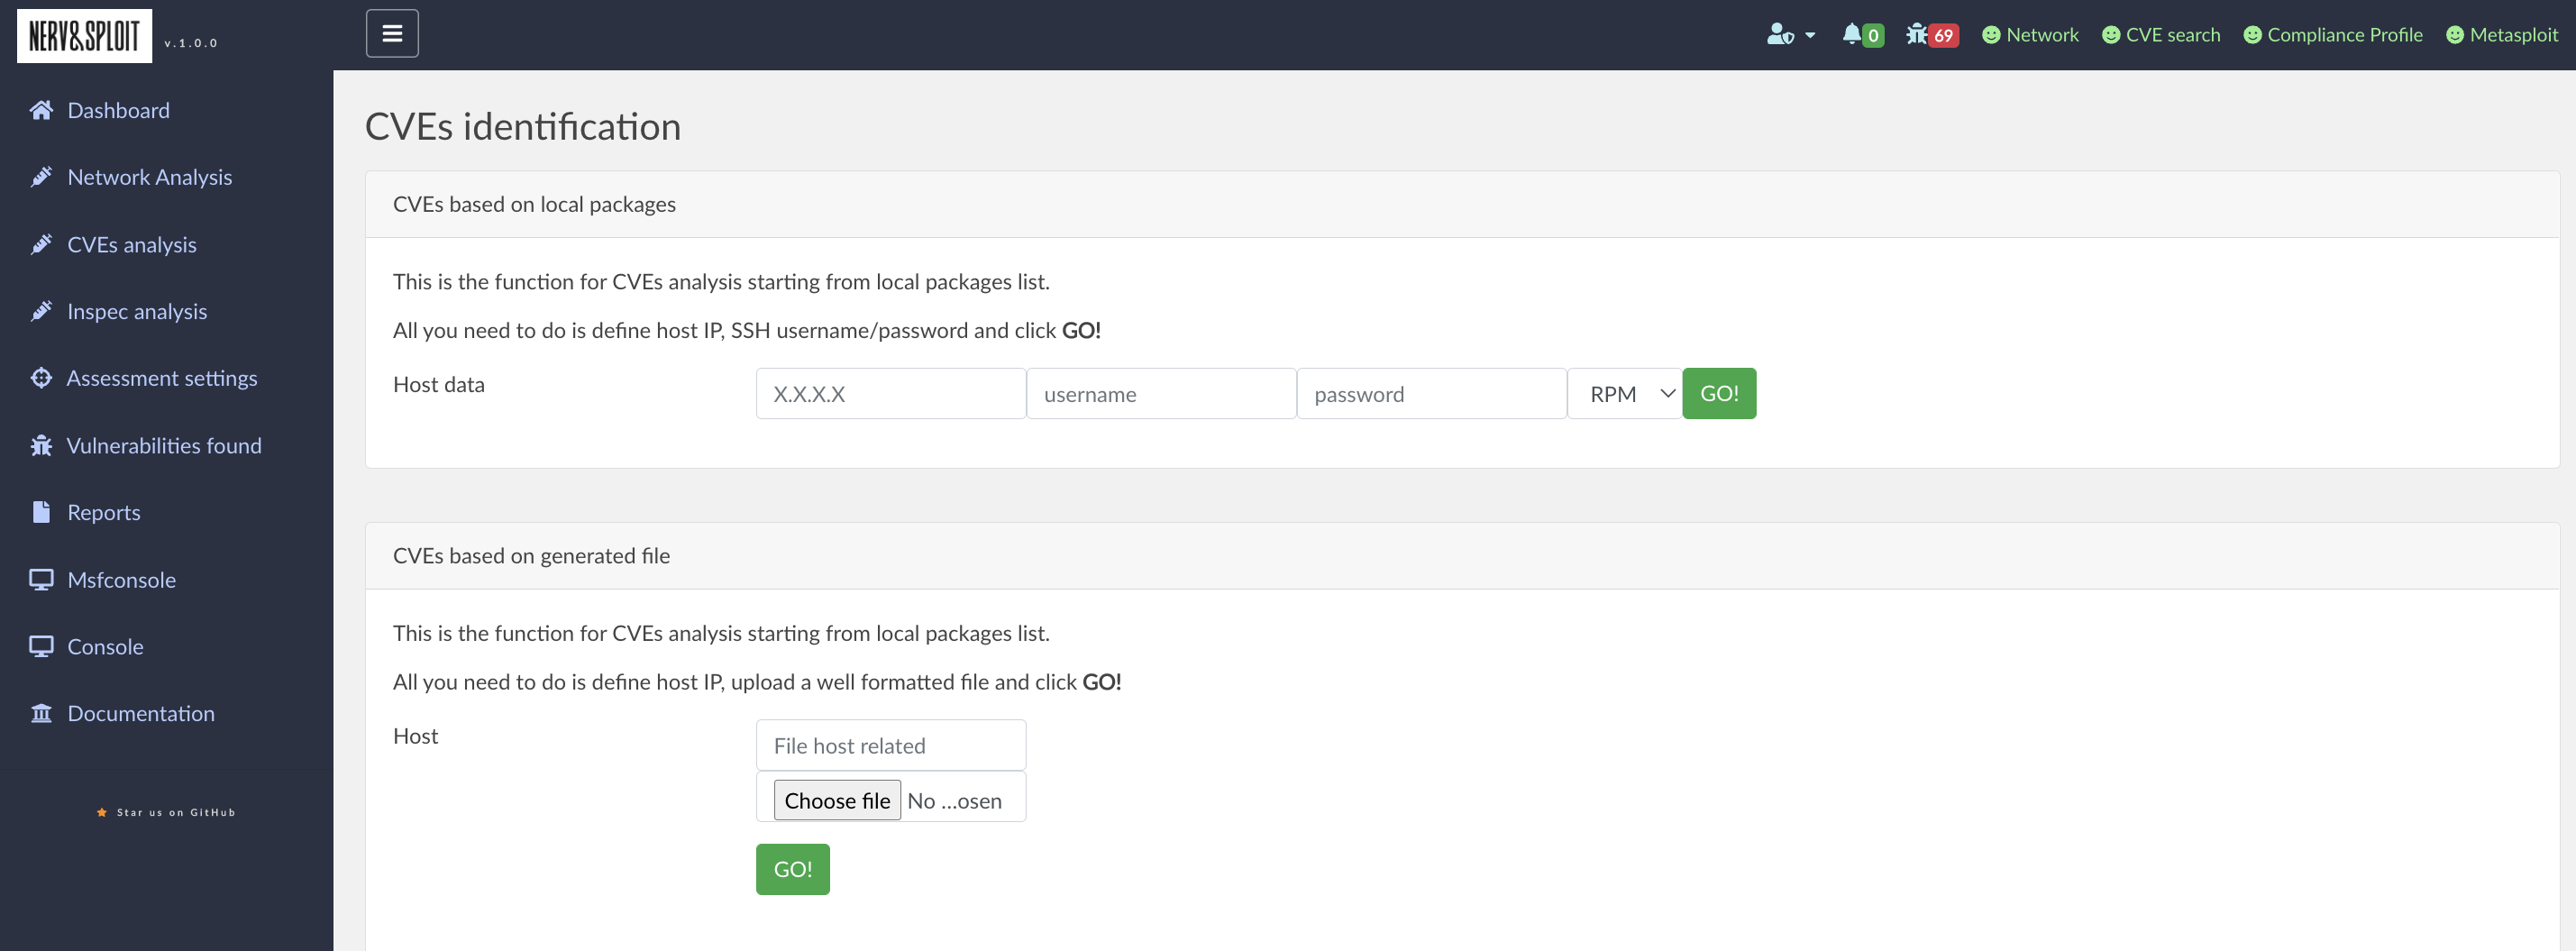 NERV&SPLOIT v.1.0.0
0 69 Network CVE search Compliance Profile Metasploit
Dashboard
Network Analysis
CVEs analysis
Inspec analysis
Assessment settings
Vulnerabilities found
Reports
Msfconsole
Console
Documentation
Star us on GitHub
CVEs identification
CVEs based on local packages
This is the function for CVEs analysis starting from local packages list.
All you need to do is define host IP, SSH username/password and click GO!
Host data X.X.X.X username password RPM GO!
CVEs based on generated file
This is the function for CVEs analysis starting from local packages list.
All you need to do is define host IP, upload a well formatted file and click GO!
Host File host related
Choose file No ...osen
GO!